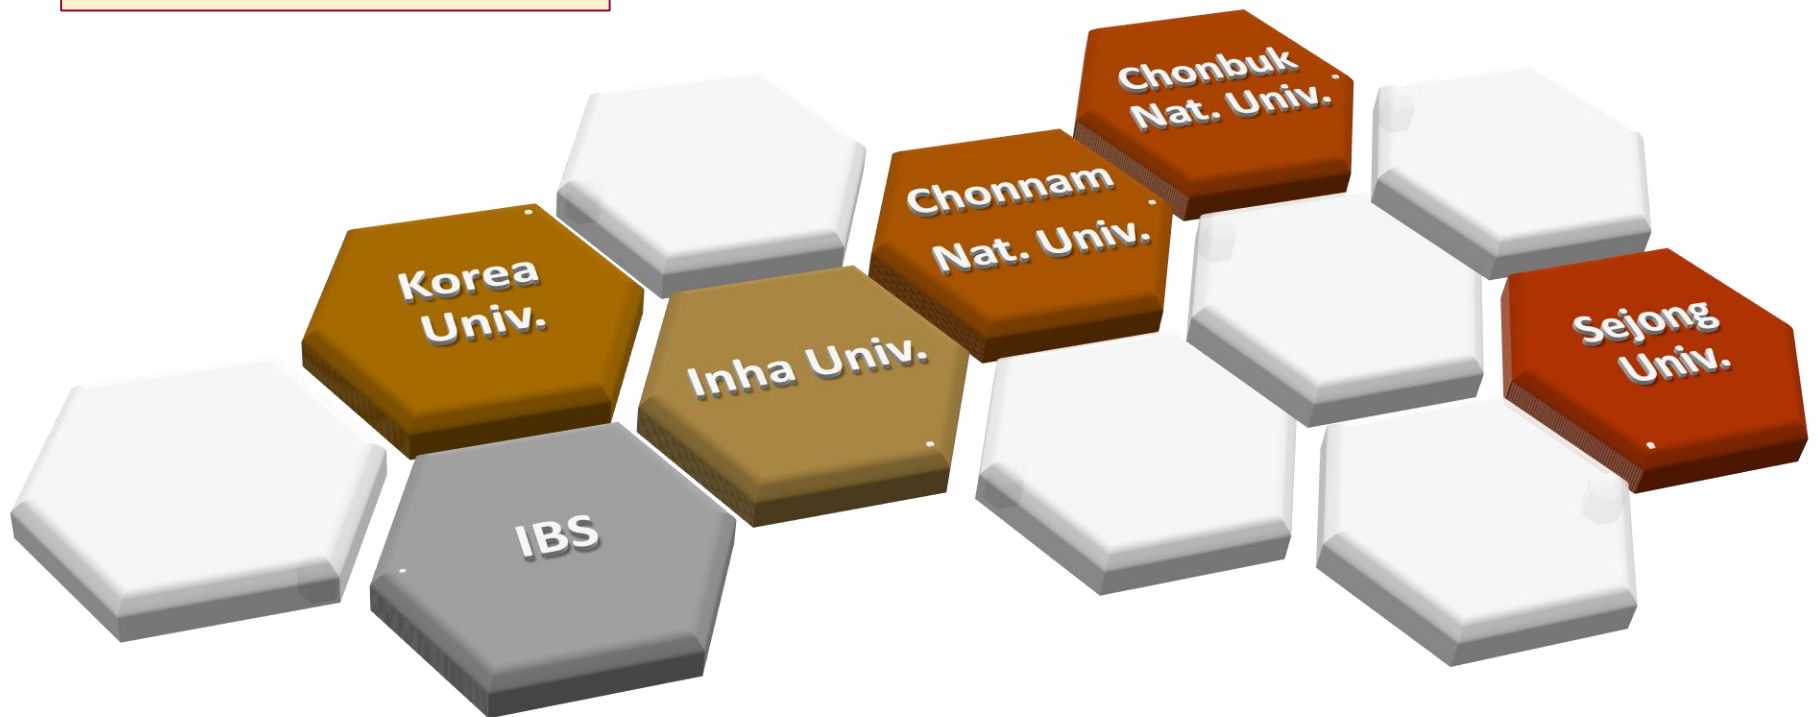 Chonbuk
Nat. Univ.
Chonnam
Nat. Univ.
Korea
Univ.
Inha Univ.
Sejong
Univ.
IBS